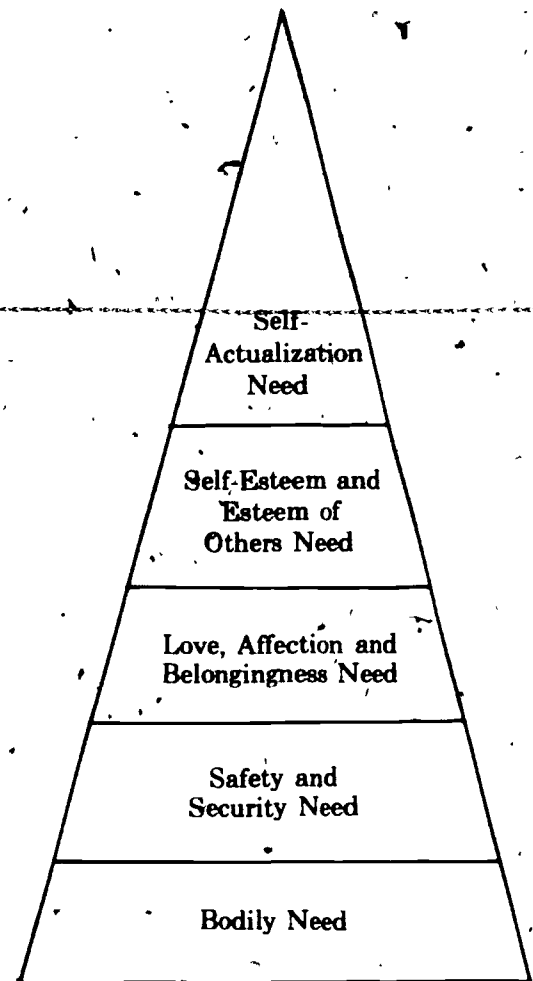 Self-
Actualization
Need
Self-Esteem and
Esteem of
Others Need
Love, Affection and
Belongingness Need
Safety and
Security Need
Bodily Need